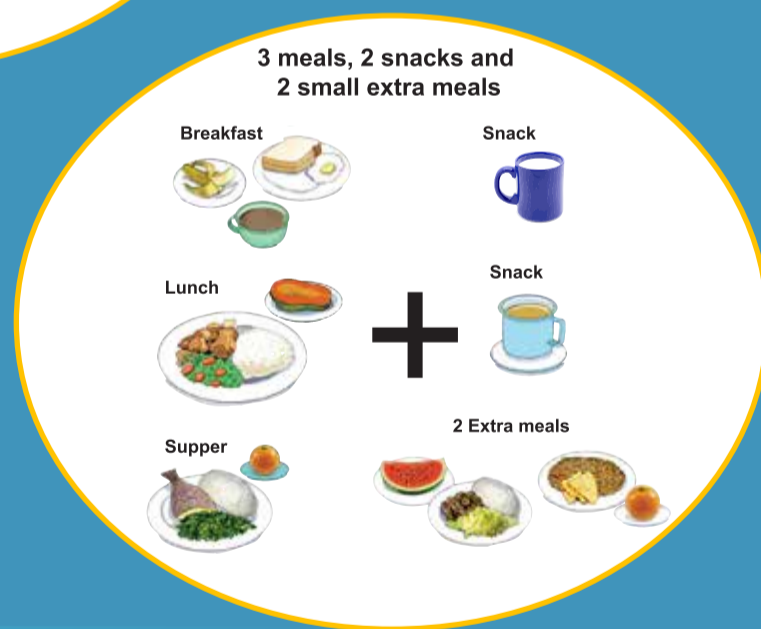 3 meals, 2 snacks and
2 small extra meals
Breakfast
Snack
Lunch
Snack
Supper
2 Extra meals